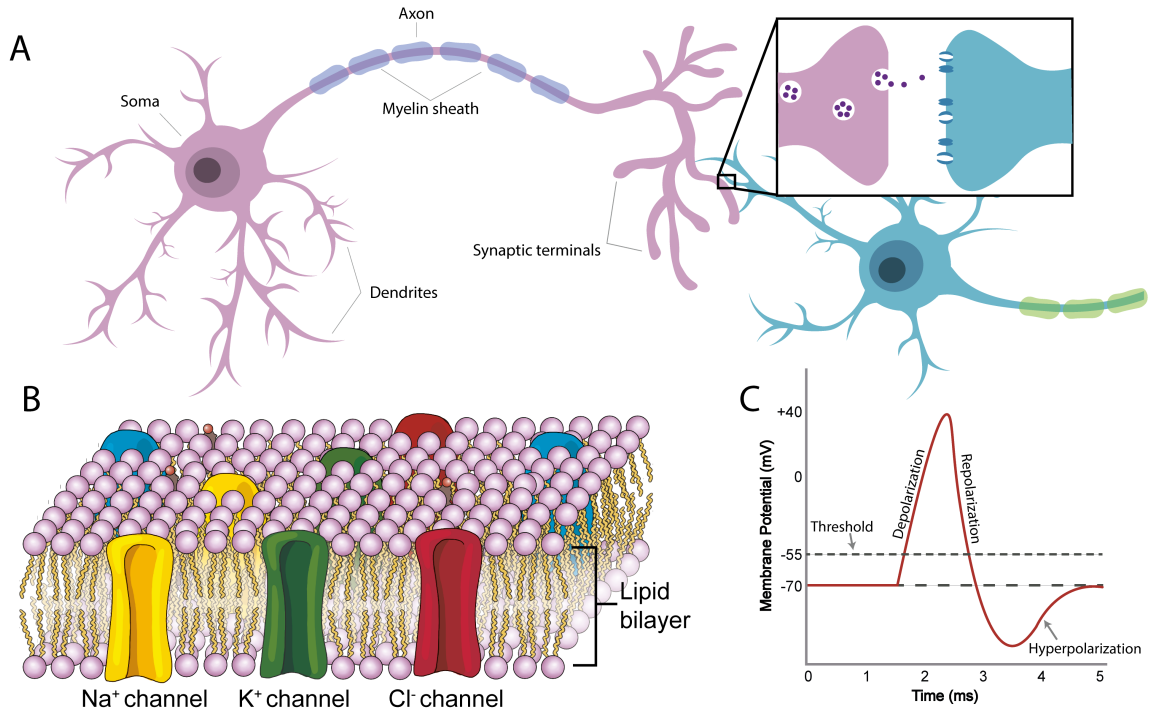 A
Axon
Soma
Myelin sheath
Synaptic terminals
Dendrites
B
Lipid
bilayer
Na⁺ channel
K⁺ channel
Cl⁻ channel
C
Membrane Potential (mV)
+40
0
-55
-70
Threshold
Depolarization
Repolarization
Hyperpolarization
0 1 2 3 4 5
Time (ms)